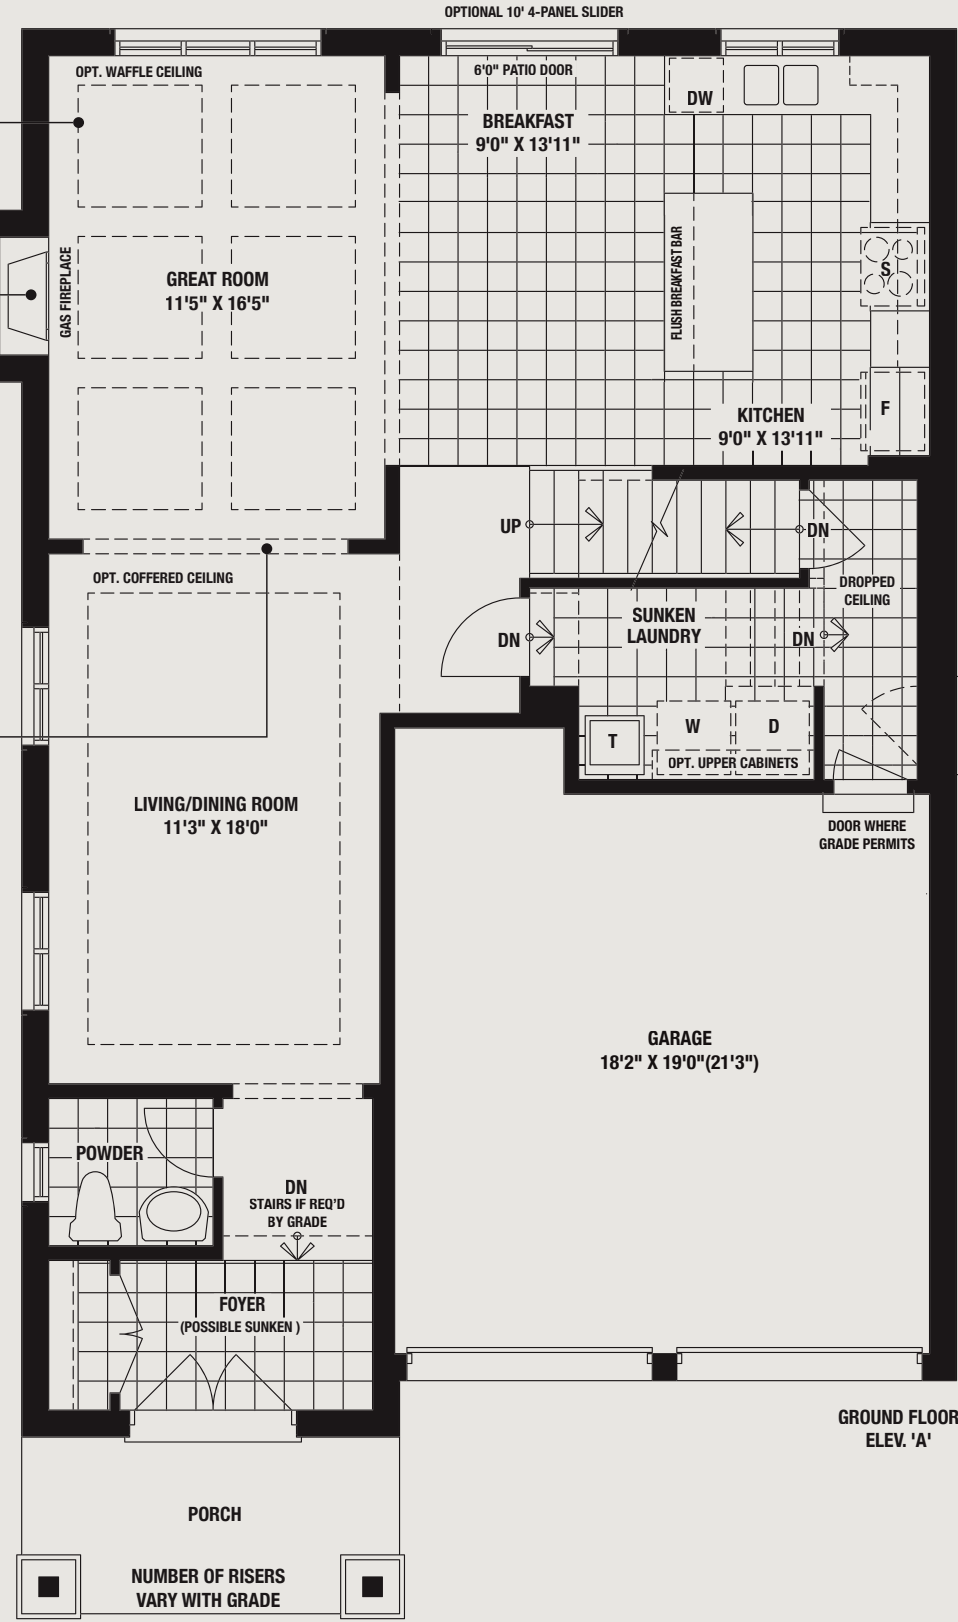 OPTIONAL 10' 4-PANEL SLIDER
OPT. WAFFLE CEILING
6'0" PATIO DOOR
DW
BREAKFAST
9'0" X 13'11"
GAS FIREPLACE
GREAT ROOM
11'5" X 16'5"
FLUSH BREAKFAST BAR
S
F
KITCHEN
9'0" X 13'11"
UP
DN
OPT. COFFERED CEILING
DROPPED
CEILING
SUNKEN
LAUNDRY
DN
DN
T
W
D
OPT. UPPER CABINETS
LIVING/DINING ROOM
11'3" X 18'0"
DOOR WHERE
GRADE PERMITS
GARAGE
18'2" X 19'0"(21'3")
POWDER
DN
STAIRS IF REQ'D
BY GRADE
FOYER
(POSSIBLE SUNKEN )
GROUND FLOOR
ELEV. 'A'
PORCH
NUMBER OF RISERS
VARY WITH GRADE